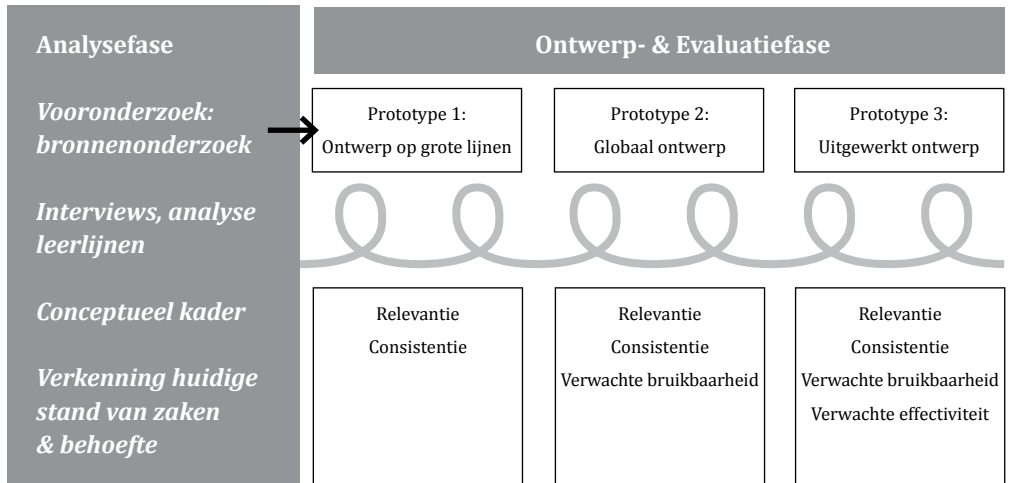 Analysefase
Vooronderzoek:
bronnenonderzoek
Interviews, analyse
leerlijnen
Conceptueel kader
Verkenning huidige
stand van zaken
& behoefte
Ontwerp- & Evaluatiefase
Prototype 1:
Ontwerp op grote lijnen
Prototype 2:
Globaal ontwerp
Prototype 3:
Uitgewerkt ontwerp
Relevantie
Consistentie
Relevantie
Consistentie
Verwachte bruikbaarheid
Relevantie
Consistentie
Verwachte bruikbaarheid
Verwachte effectiviteit